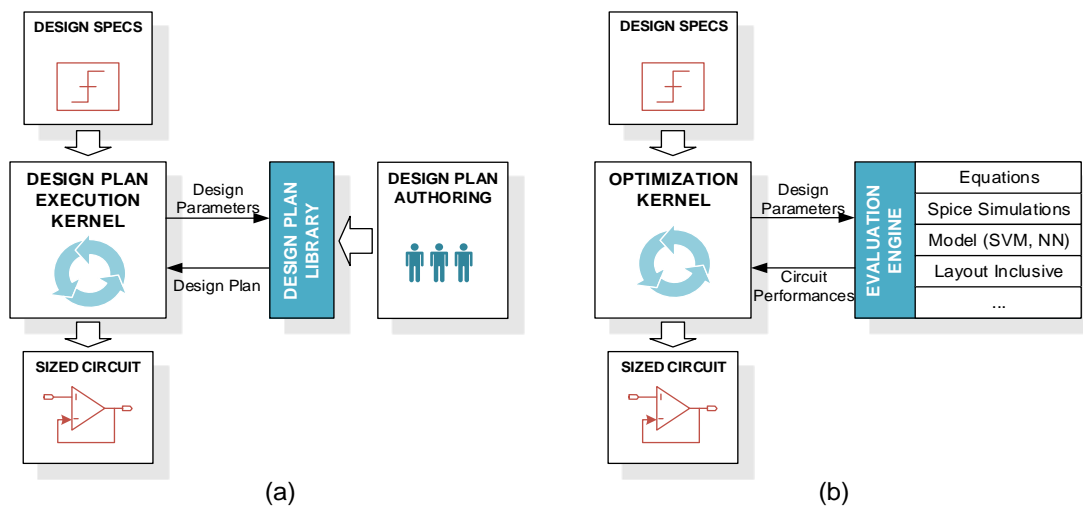 DESIGN SPECS
DESIGN PLAN
EXECUTION
KERNEL
Design
Parameters
Design Plan
DESIGN PLAN
LIBRARY
DESIGN PLAN
AUTHORING
SIZED CIRCUIT
(a)
DESIGN SPECS
OPTIMIZATION
KERNEL
Design
Parameters
Circuit
Performances
EVALUATION
ENGINE
Equations
Spice Simulations
Model (SVM, NN)
Layout Inclusive
...
SIZED CIRCUIT
(b)